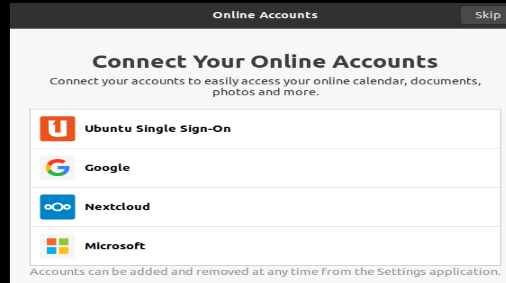 Online Accounts
Skip
Connect Your Online Accounts
Connect your accounts to easily access your online calendar, documents,
photos and more.
Ubuntu Single Sign-On
Google
Nextcloud
Microsoft
Accounts can be added and removed at any time from the Settings application.